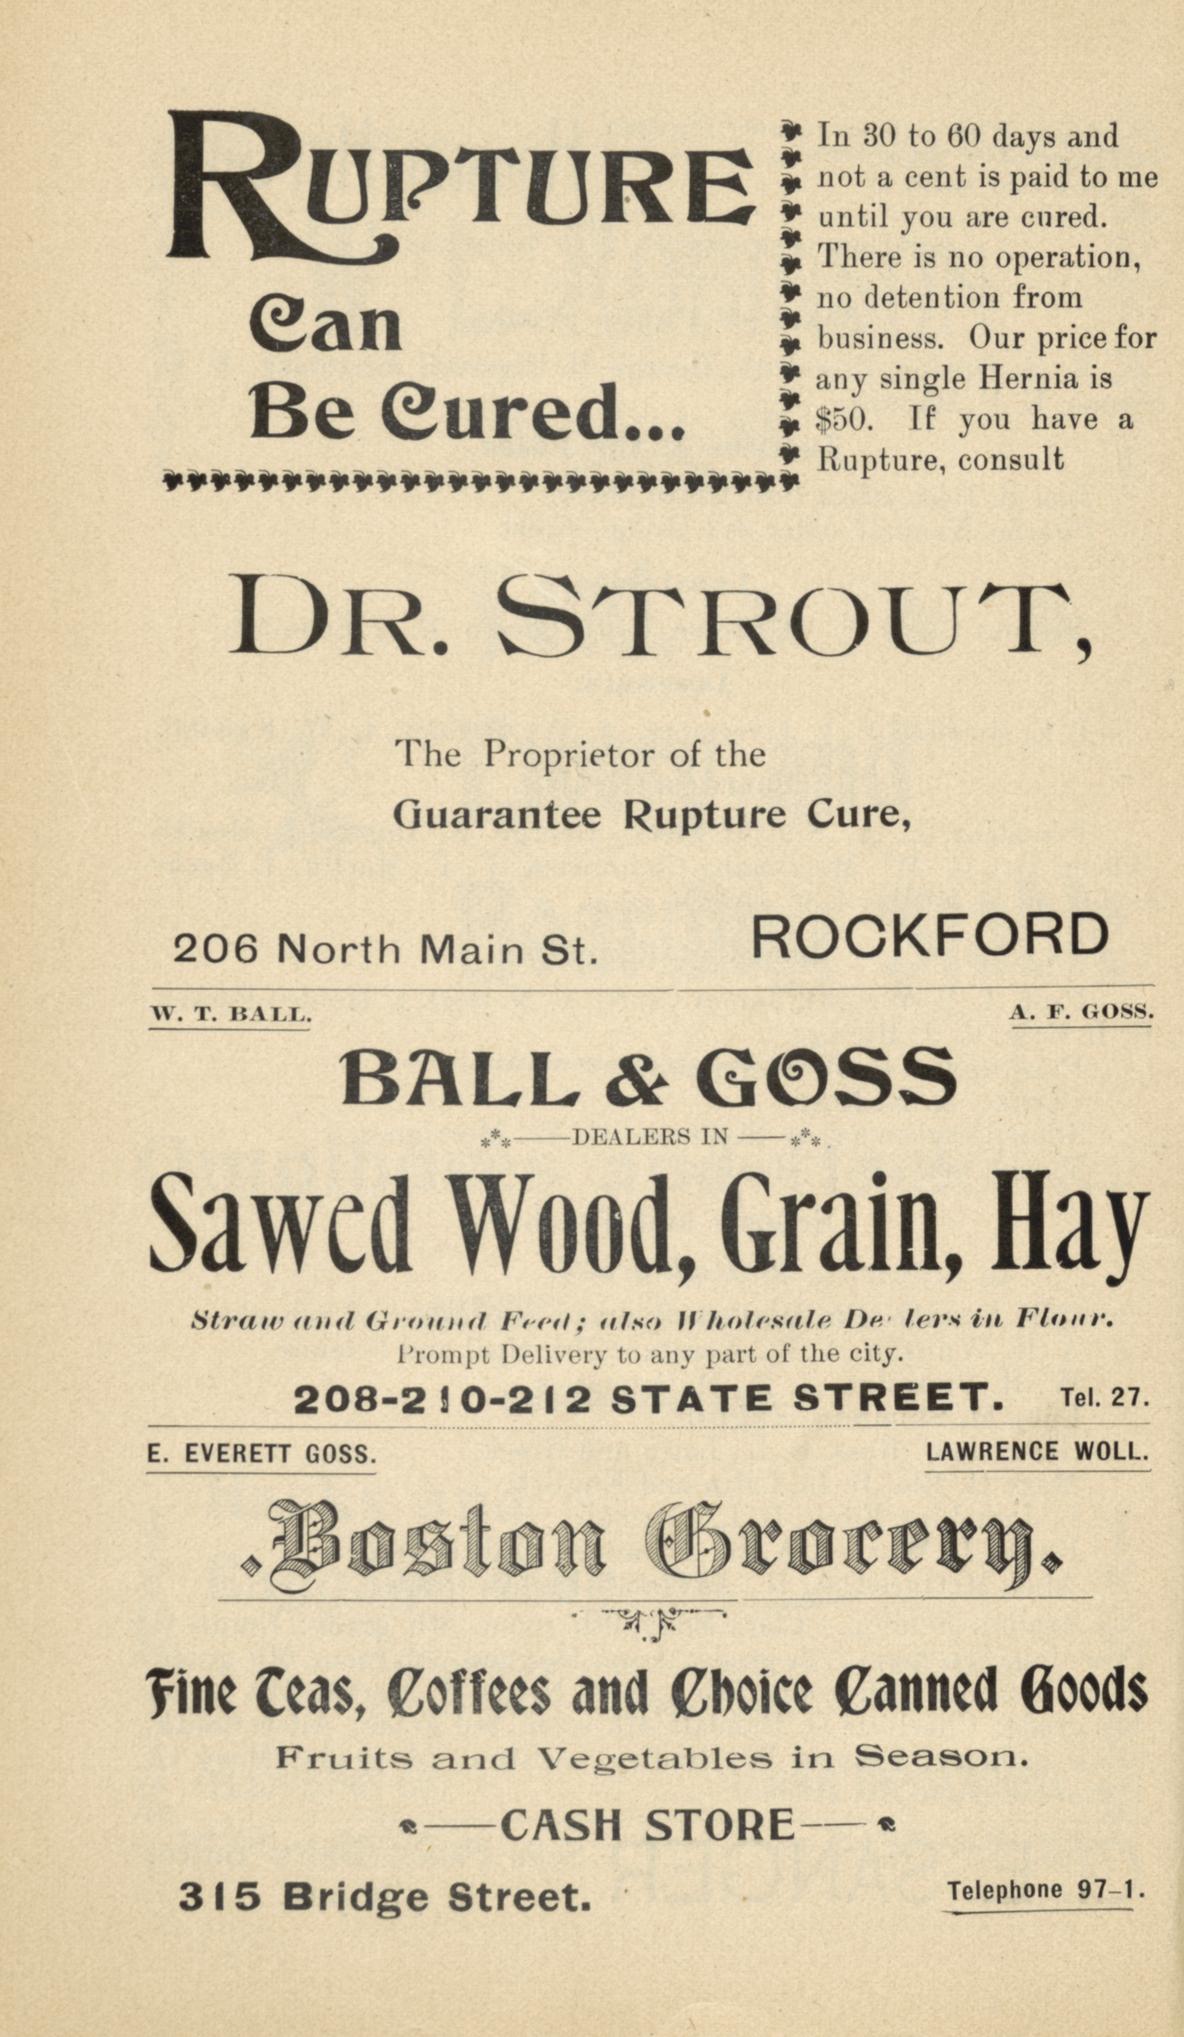 RUPTURE
Can
Be Cured...
In 30 to 60 days and
not a cent is paid to me
until you are cured.
There is no operation,
no detention from
business. Our price for
any single Hernia is
$50. If you have a
Rupture, consult
DR. STROUT,
The Proprietor of the
Guarantee Rupture Cure,
206 North Main St. ROCKFORD
W. T. BALL. A. F. GOSS.
BALL & GOSS
DEALERS IN
Sawed Wood, Grain, Hay
Straw and Ground Feed; also Wholesale De lers in Flour.
Prompt Delivery to any part of the city.
208-210-212 STATE STREET. Tel. 27.
E. EVERETT GOSS. LAWRENCE WOLL.
.Boston Grocery.
Fine Teas, Coffees and Choice Canned Goods
Fruits and Vegetables in Season.
CASH STORE
315 Bridge Street. Telephone 97-1.